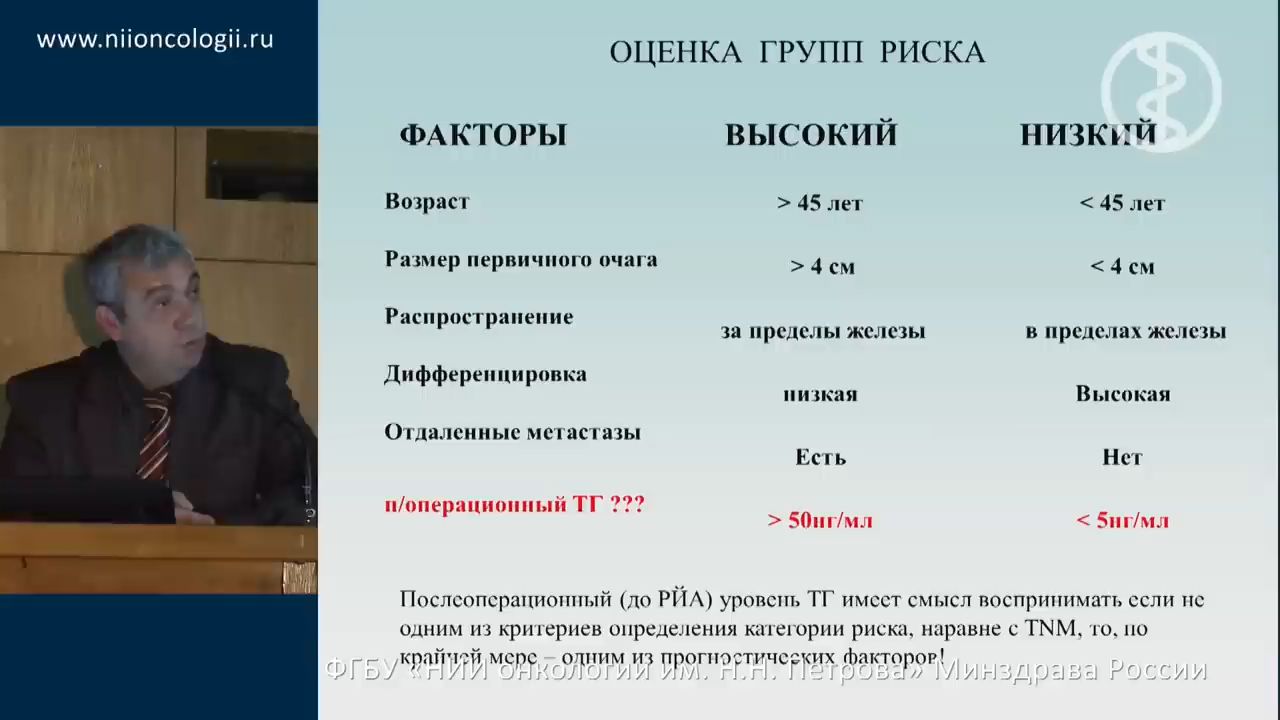 www.niioncologii.ru
ОЦЕНКА ГРУПП РИСКА
ФАКТОРЫ ВЫСОКИЙ НИЗКИЙ
Возраст > 45 лет < 45 лет
Размер первичного очага > 4 см < 4 см
Распространение за пределы железы в пределах железы
Дифференцировка низкая Высокая
Отдаленные метастазы Есть Нет
п/операционный ТГ ??? > 50нг/мл < 5нг/мл
Послеоперационный (до РЙА) уровень ТГ имеет смысл воспринимать если не
одним из критериев определения категории риска, наравне с TNM, то, по
крайней мере – одним из прогностических факторов!
ФГБУ «НИИ онкологии им. Н.Н. Петрова» Минздрава России